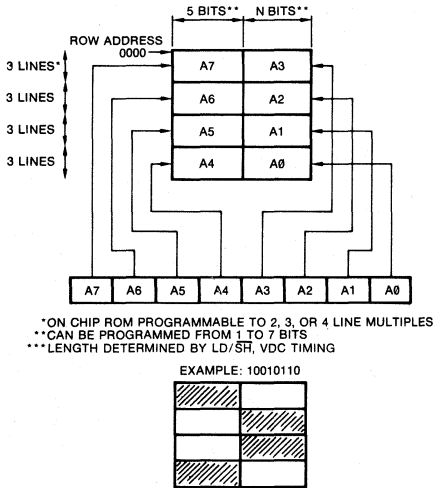 5 BITS** N BITS**
ROW ADDRESS
0000
3 LINES* A7 A3
3 LINES A6 A2
3 LINES A5 A1
3 LINES A4 A0
A7 A6 A5 A4 A3 A2 A1 A0
*ON CHIP ROM PROGRAMMABLE TO 2, 3, OR 4 LINE MULTIPLES
**CAN BE PROGRAMMED FROM 1 TO 7 BITS
***LENGTH DETERMINED BY LD/SH, VDC TIMING
EXAMPLE: 10010110